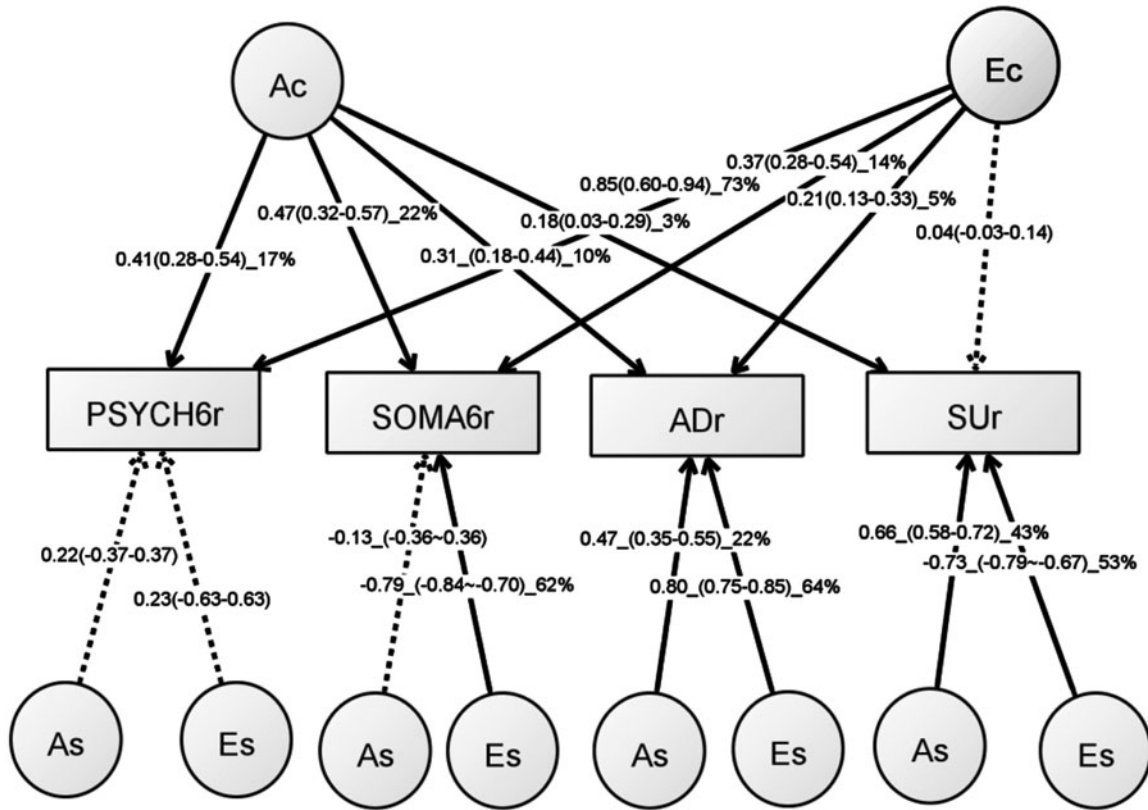 Ac
Ec
0.37(0.28-0.54)_14%
0.85(0.60-0.94)_73%
0.21(0.13-0.33)_5%
0.47(0.32-0.57)_22%
0.18(0.03-0.29)_3%
0.04(-0.03-0.14)
0.41(0.28-0.54)_17%
0.31_(0.18-0.44)_10%
PSYCH6r
SOMA6r
ADr
SUr
0.22(-0.37-0.37)
0.23(-0.63-0.63)
-0.13_(-0.36~0.36)
-0.79_(-0.84~-0.70)_62%
0.47_(0.35-0.55)_22%
0.80_(0.75-0.85)_64%
0.66_(0.58-0.72)_43%
-0.73_(-0.79~-0.67)_53%
As
Es
As
Es
As
Es
As
Es